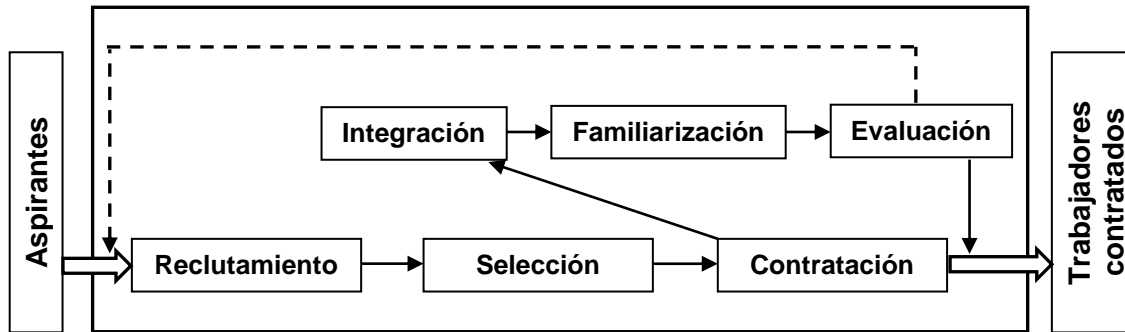 Aspirantes
Integración
Familiarización
Evaluación
Reclutamiento
Selección
Contratación
Trabajadores
contratados